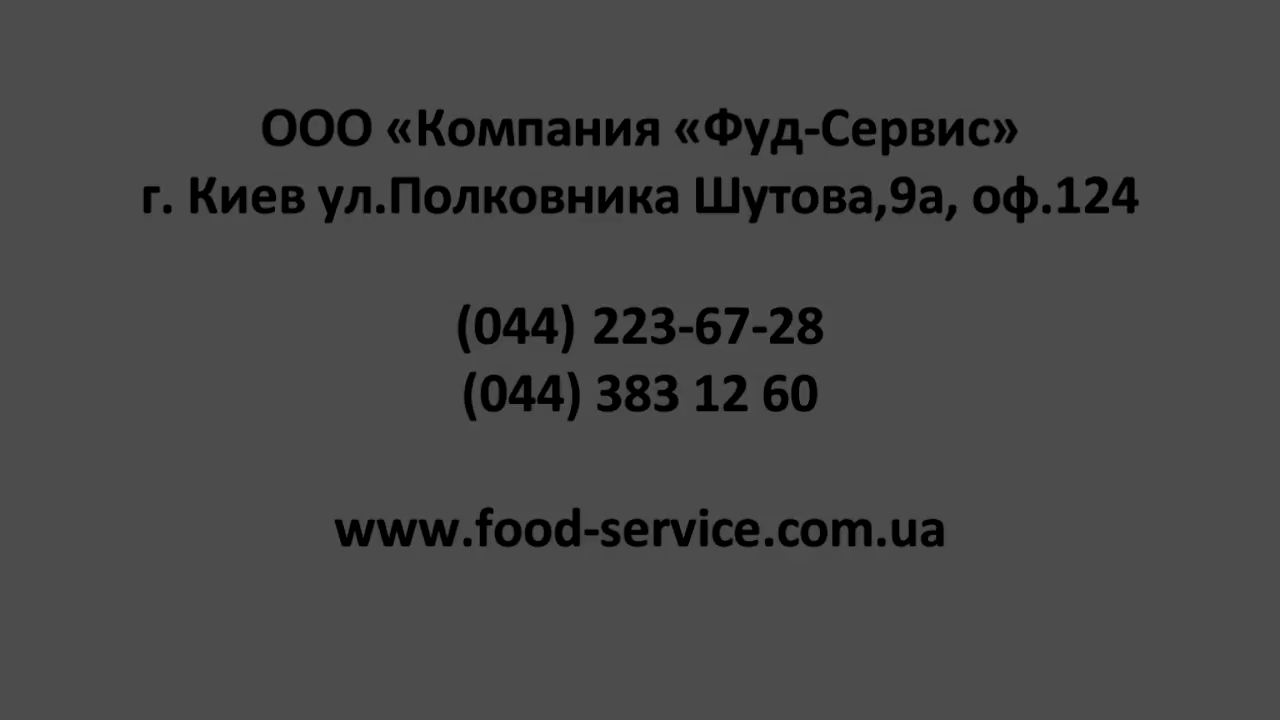 ООО «Компания «Фуд-Сервис»
г. Киев ул.Полковника Шутова,9а, оф.124
(044) 223-67-28
(044) 383 12 60
www.food-service.com.ua